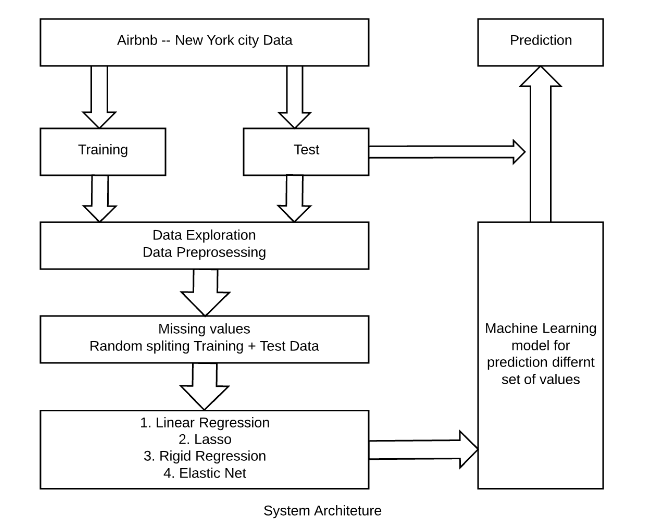 Airbnb -- New York city Data
Prediction
Training
Test
Data Exploration
Data Preprosessing
Missing values
Random spliting Training + Test Data
Machine Learning
model for
prediction differnt
set of values
1. Linear Regression
2. Lasso
3. Rigid Regression
4. Elastic Net
System Architeture